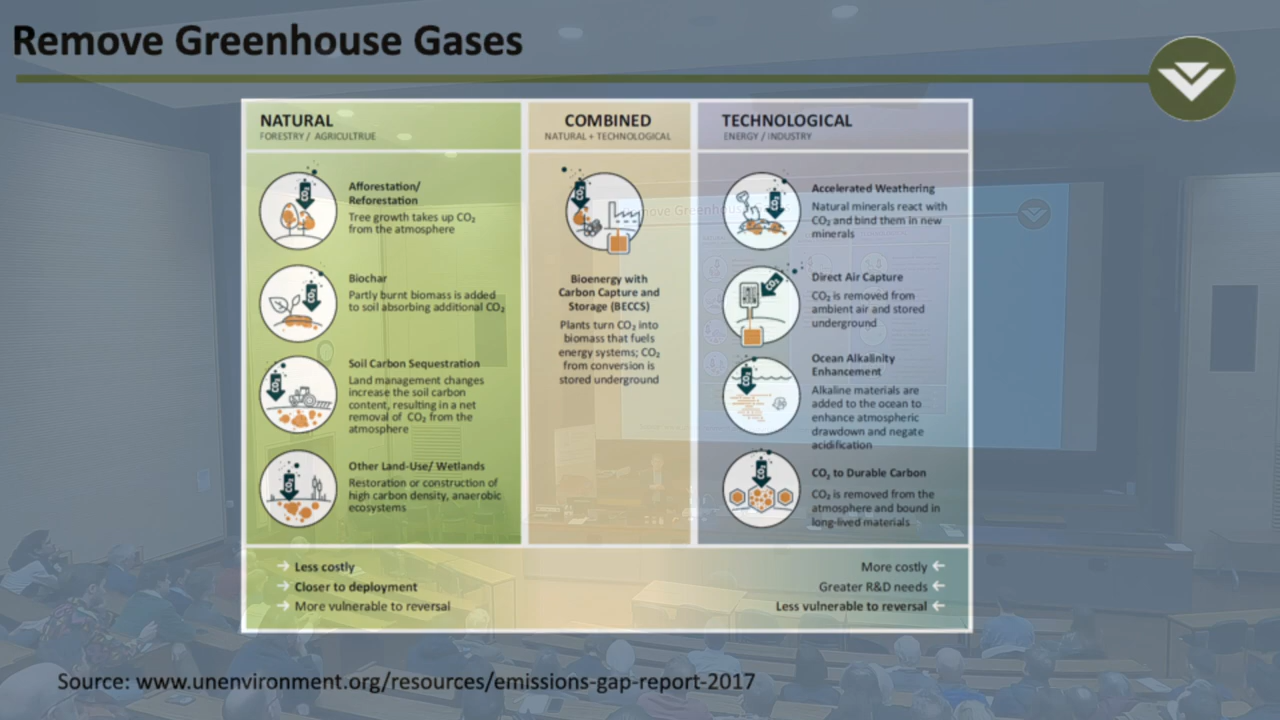 Remove Greenhouse Gases
NATURAL
FORESTRY / AGRICULTRUE
COMBINED
NATURAL + TECHNOLOGICAL
TECHNOLOGICAL
ENERGY / INDUSTRY
Afforestation/
Reforestation
Tree growth takes up CO₂
from the atmosphere
Biochar
Partly burnt biomass is added
to soil absorbing additional CO₂
Soil Carbon Sequestration
Land management changes
increase the soil carbon
content, resulting in a net
removal of CO₂ from the
atmosphere
Other Land-Use/ Wetlands
Restoration or construction of
high carbon density, anaerobic
ecosystems
Bioenergy with
Carbon Capture and
Storage (BECCS)
Plants turn CO₂ into
biomass that fuels
energy systems; CO₂
from conversion is
stored underground
Accelerated Weathering
Natural minerals react with
CO₂ and bind them in new
minerals
Direct Air Capture
CO₂ is removed from
ambient air and stored
underground
Ocean Alkalinity
Enhancement
Alkaline materials are
added to the ocean to
enhance atmospheric
drawdown and negate
acidification
CO₂ to Durable Carbon
CO₂ is removed from the
atmosphere and bound in
long-lived materials
→ Less costly
→ Closer to deployment
→ More vulnerable to reversal
More costly ←
Greater R&D needs ←
Less vulnerable to reversal ←
Source: www.unenvironment.org/resources/emissions-gap-report-2017